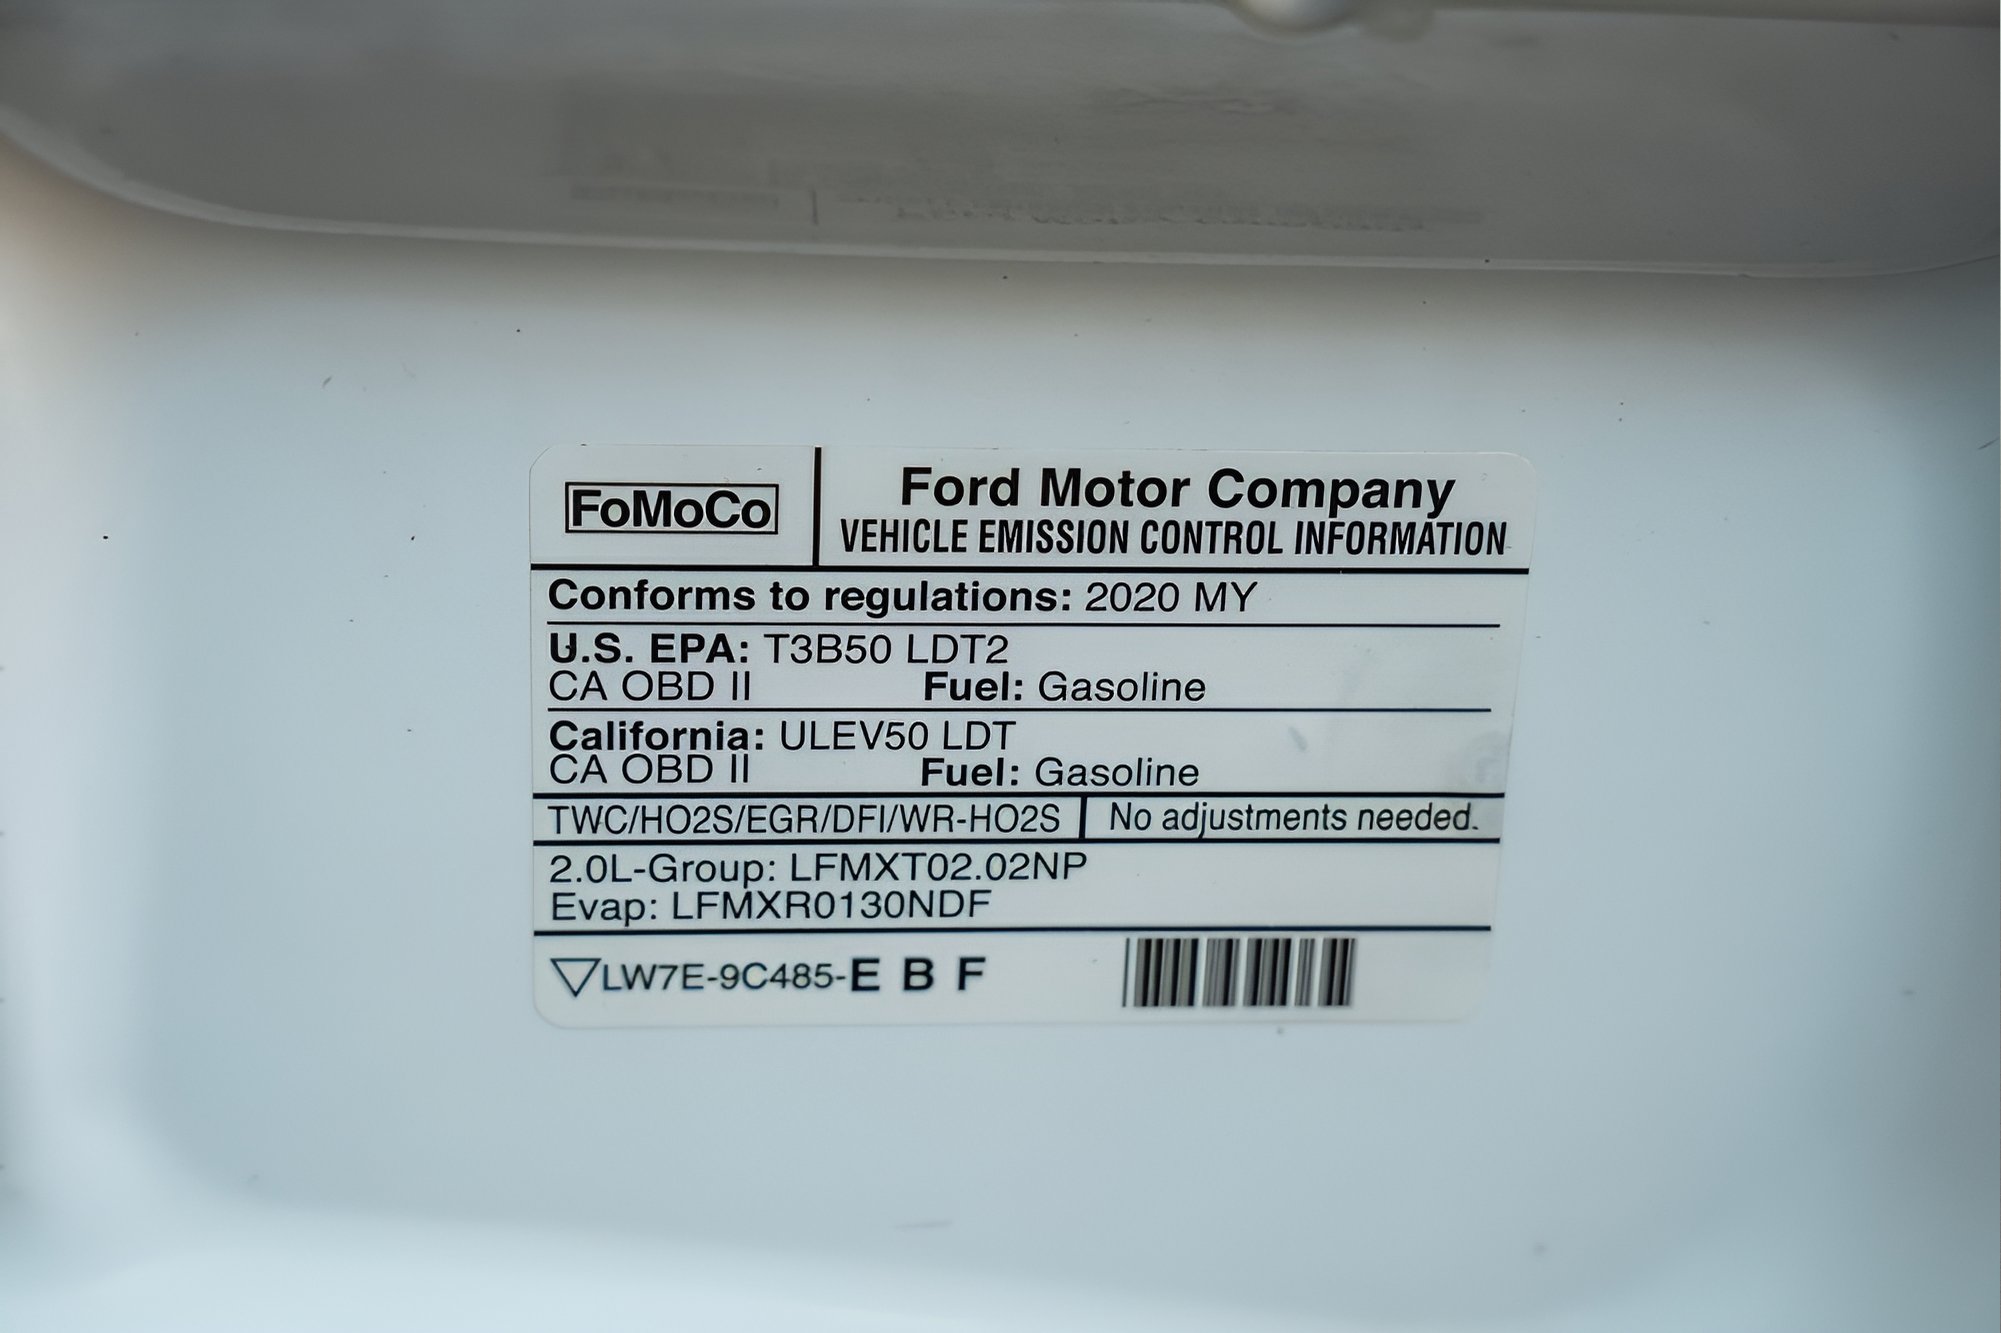 FoMoCo
Ford Motor Company
VEHICLE EMISSION CONTROL INFORMATION
Conforms to regulations: 2020 MY
U.S. EPA: T3B50 LDT2
CA OBD II Fuel: Gasoline
California: ULEV50 LDT
CA OBD II Fuel: Gasoline
TWC/HO2S/EGR/DFI/WR-HO2S No adjustments needed.
2.0L-Group: LFMXT02.02NP
Evap: LFMXR0130NDF
LW7E-9C485-E B F